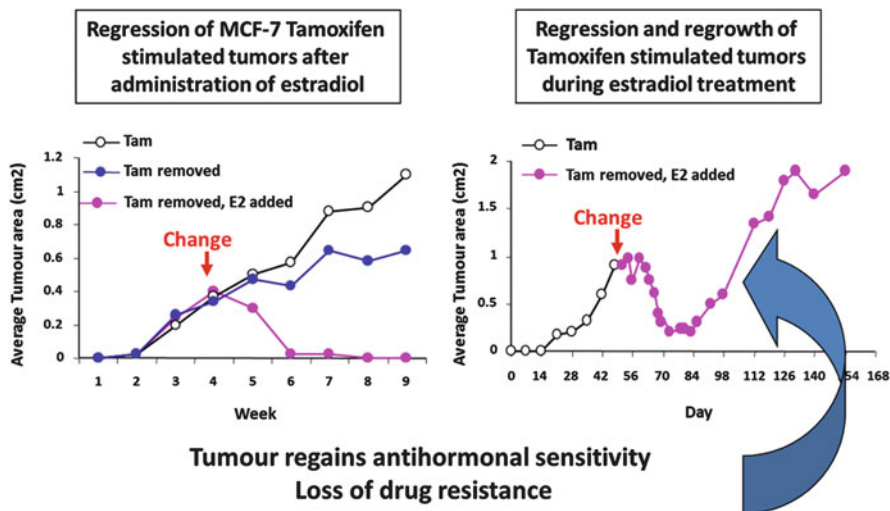 Regression of MCF-7 Tamoxifen
stimulated tumors after
administration of estradiol
Regression and regrowth of
Tamoxifen stimulated tumors
during estradiol treatment
Tam
Tam removed
Tam removed, E2 added
Change
Average Tumour area (cm2)
1.2
1
0.8
0.6
0.4
0.2
0
1 2 3 4 5 6 7 8 9
Week
Tam
Tam removed, E2 added
Change
Average Tumour area (cm2)
2
1.5
1
0.5
0
0 14 28 42 56 70 84 98 112 126 140 54 168
Day
Tumour regains antihormonal sensitivity
Loss of drug resistance